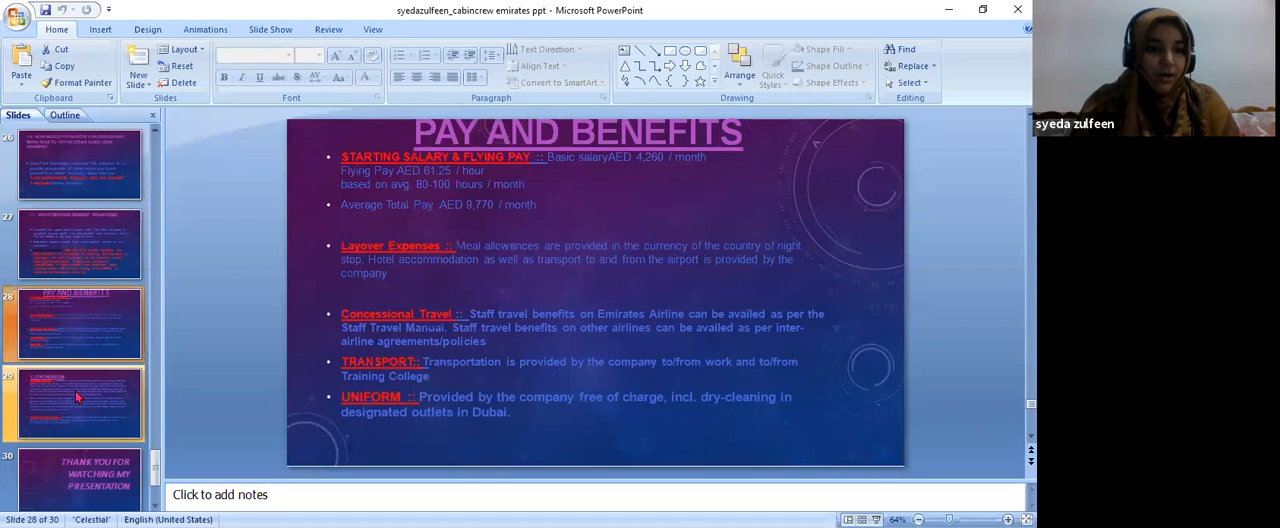 syedazulfeen_cabincrew emirates ppt - Microsoft PowerPoint
Home Insert Design Animations Slide Show Review View
Paste
Cut
Copy
Format Painter
Clipboard
New Slide
Layout
Reset
Delete
Slides
Font
Paragraph
Text Direction
Align Text
Convert to SmartArt
Arrange
Quick Styles
Shape Fill
Shape Outline
Shape Effects
Drawing
Find
Replace
Select
Editing
syeda zulfeen
Slides Outline
26
27
28
PAY AND BENEFITS
29
30
THANK YOU FOR
WATCHING MY
PRESENTATION
PAY AND BENEFITS
STARTING SALARY & FLYING PAY :: Basic salaryAED 4,260 / month
Flying Pay AED 61.25 / hour
based on avg. 80-100 hours / month
Average Total Pay AED 9,770 / month
Layover Expenses :: Meal allowances are provided in the currency of the country of night
stop. Hotel accommodation as well as transport to and from the airport is provided by the
company
Concessional Travel :: Staff travel benefits on Emirates Airline can be availed as per the
Staff Travel Manual. Staff travel benefits on other airlines can be availed as per inter-
airline agreements/policies
TRANSPORT:: Transportation is provided by the company to/from work and to/from
Training College
UNIFORM :: Provided by the company free of charge, incl. dry-cleaning in
designated outlets in Dubai.
Click to add notes
Slide 28 of 30 "Celestial" English (United States) 64%